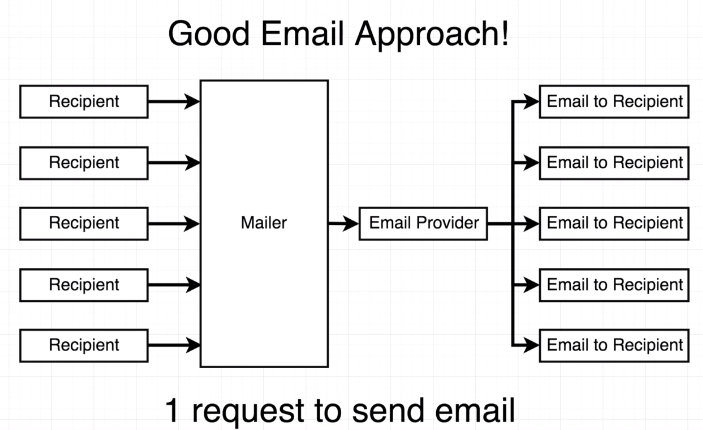 Good Email Approach!
Recipient
Recipient
Recipient
Recipient
Recipient
Mailer
Email Provider
Email to Recipient
Email to Recipient
Email to Recipient
Email to Recipient
Email to Recipient
1 request to send email